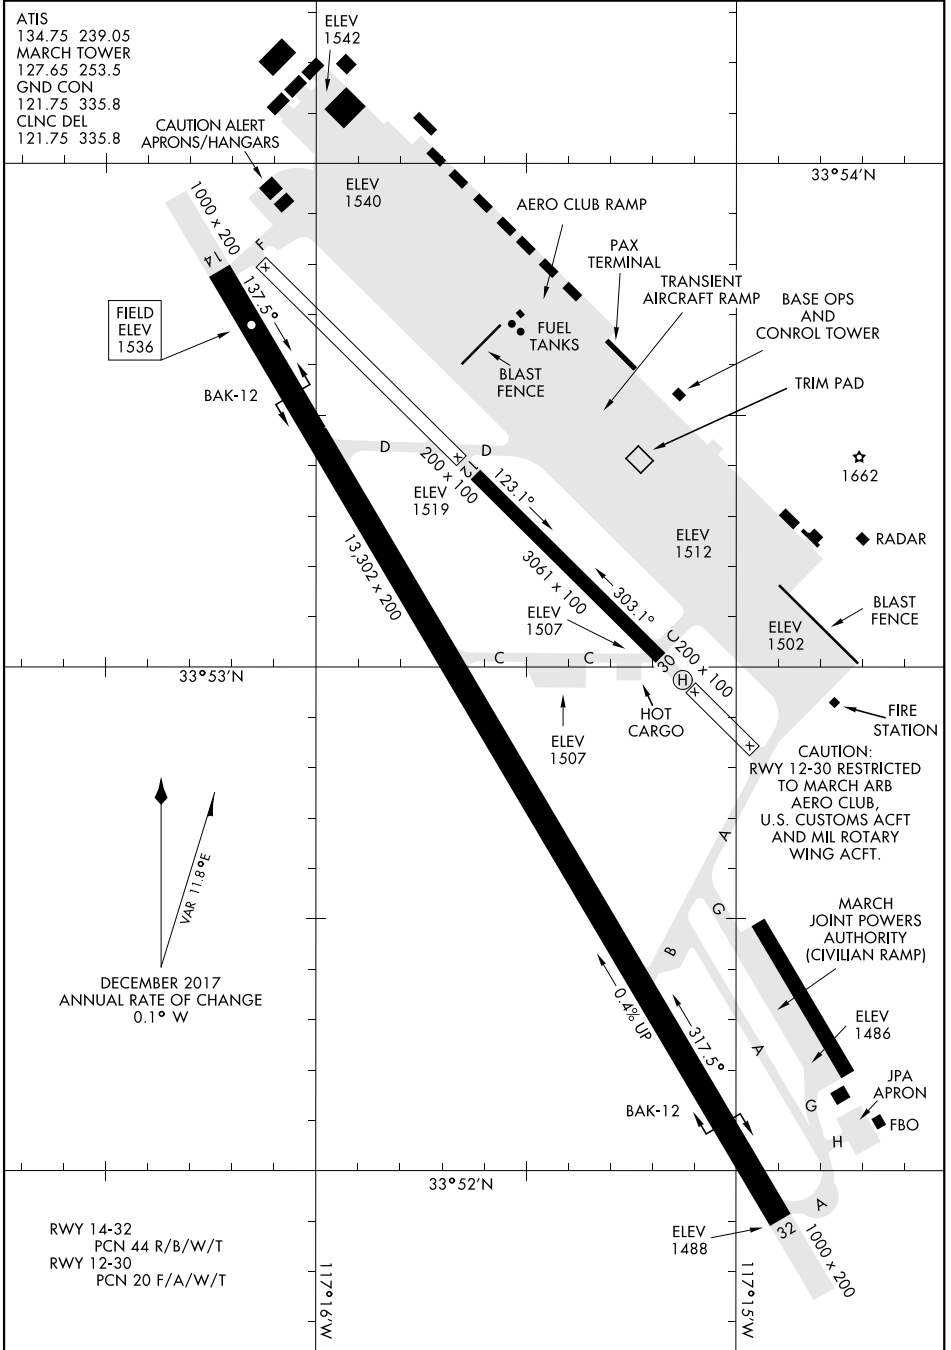 ATIS
134.75 239.05
MARCH TOWER
127.65 253.5
GND CON
121.75 335.8
CLNC DEL
121.75 335.8
ELEV
1542
CAUTION ALERT
APRONS/HANGARS
33°54'N
ELEV
1540
1000 x 200
AERO CLUB RAMP
F
PAX
TERMINAL
14
TRANSIENT
AIRCRAFT RAMP
137.5°
x
BASE OPS
AND
CONROL TOWER
FIELD
ELEV
1536
FUEL
TANKS
BLAST
FENCE
TRIM PAD
BAK-12
D
D
x
12
200 x 100
1662
123.1°
ELEV
1519
ELEV
1512
RADAR
13,302 x 200
3061 x 100
303.1°
BLAST
FENCE
ELEV
1507
ELEV
1502
C
C
C
30
200 x 100
33°53'N
H
x
HOT
CARGO
FIRE
STATION
ELEV
1507
x
CAUTION:
RWY 12-30 RESTRICTED
TO MARCH ARB
AERO CLUB,
U.S. CUSTOMS ACFT
AND MIL ROTARY
WING ACFT.
A
VAR 11.8°E
G
MARCH
JOINT POWERS
AUTHORITY
(CIVILIAN RAMP)
B
DECEMBER 2017
ANNUAL RATE OF CHANGE
0.1° W
0.4% UP
317.5°
A
ELEV
1486
JPA
APRON
BAK-12
G
FBO
H
33°52'N
A
RWY 14-32
PCN 44 R/B/W/T
RWY 12-30
PCN 20 F/A/W/T
ELEV
1488
32
1000 x 200
117°16'W
117°15'W